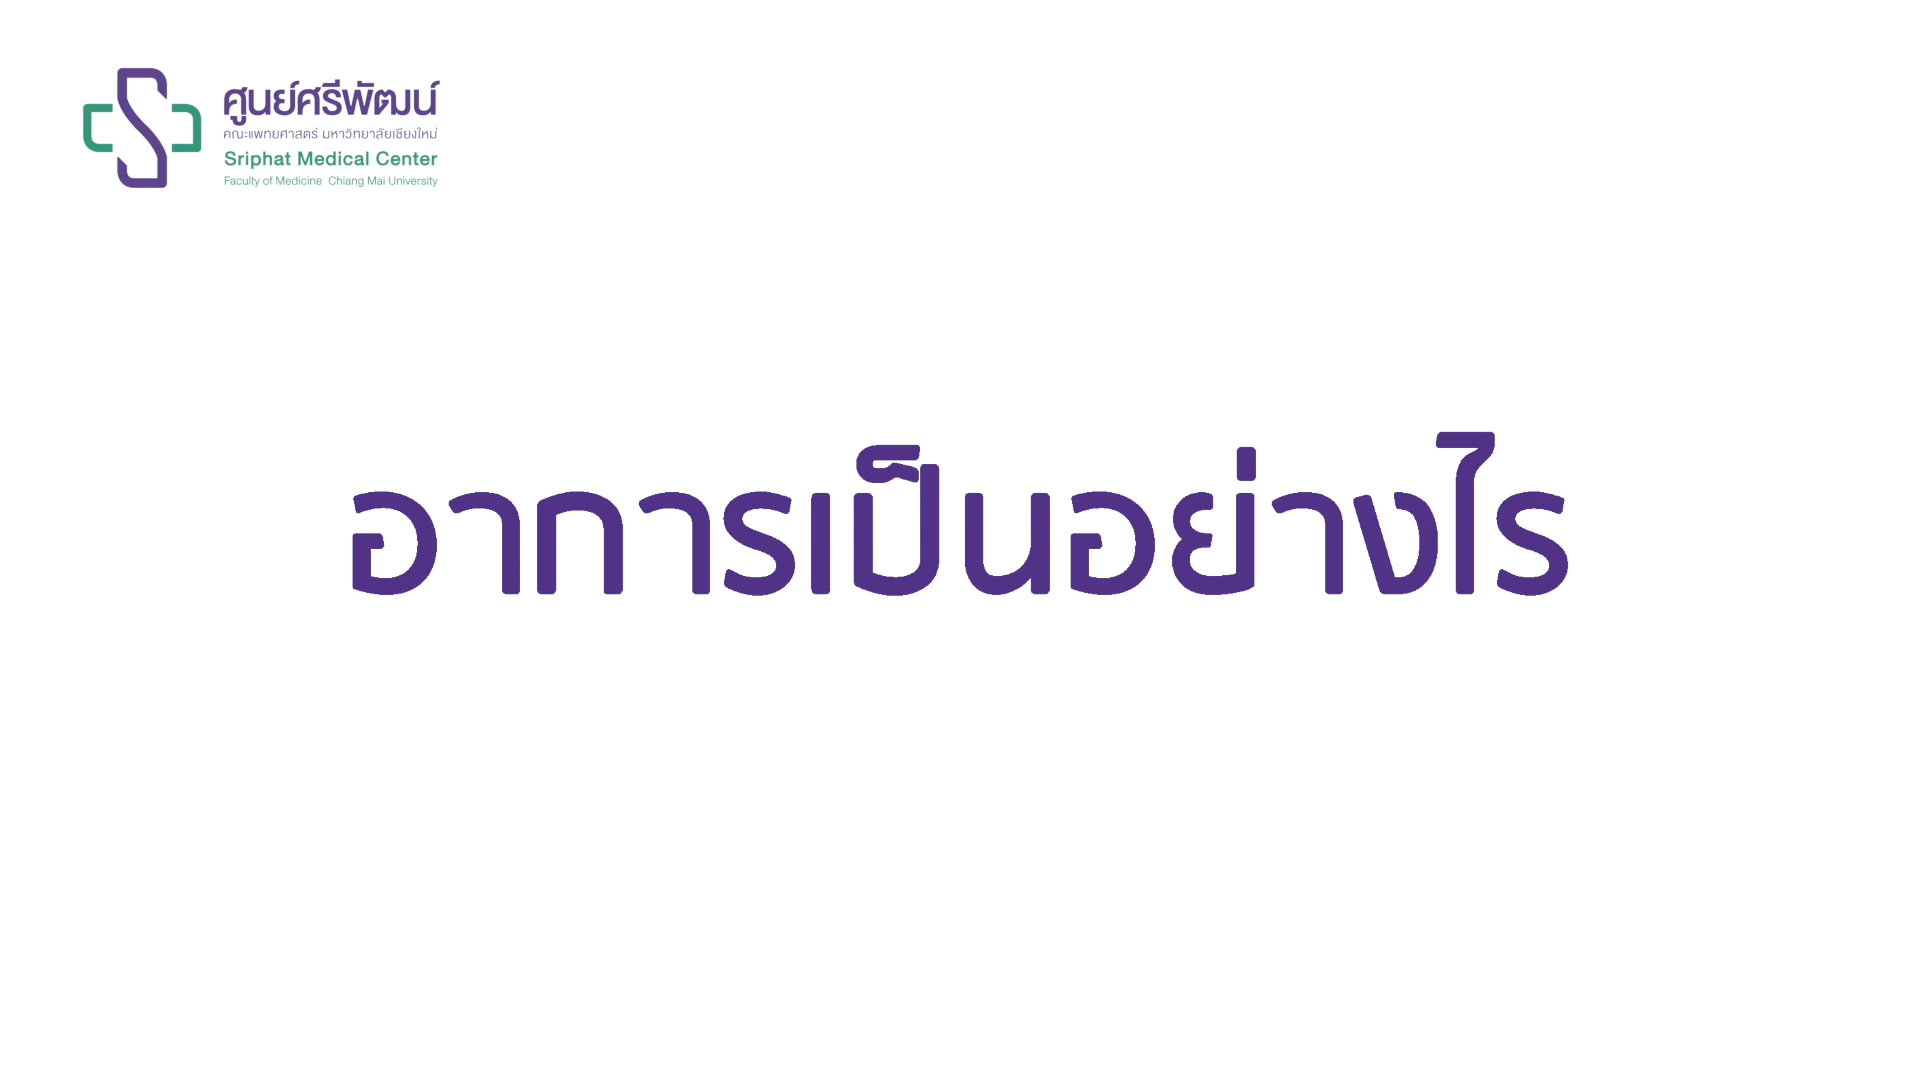 ศูนย์ศรีพัฒน์
คณะแพทยศาสตร์ มหาวิทยาลัยเชียงใหม่
Sriphat Medical Center
Faculty of Medicine Chiang Mai University
อาการเป็นอย่างไร